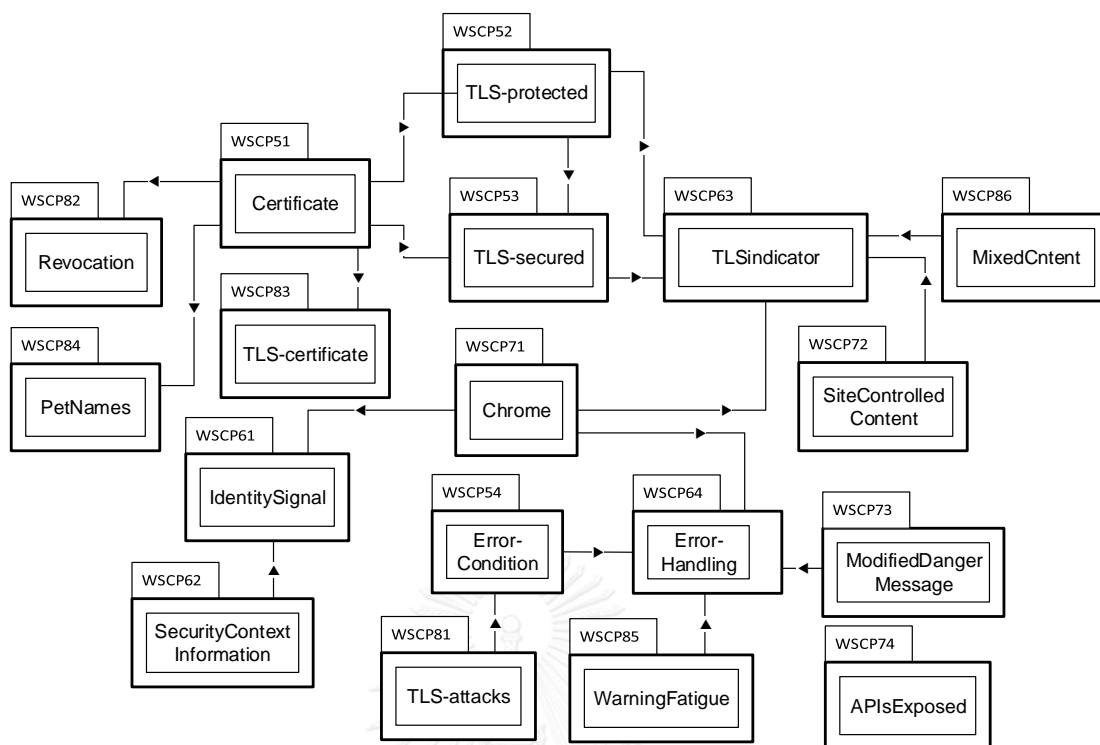 WSCP52
TLS-protected
WSCP51
Certificate
WSCP82
Revocation
WSCP53
TLS-secured
WSCP63
TLSindicator
WSCP86
MixedCntent
WSCP83
TLS-certificate
WSCP84
PetNames
WSCP71
Chrome
WSCP72
SiteControlled
Content
WSCP61
IdentitySignal
WSCP54
Error-
Condition
WSCP64
Error-
Handling
WSCP73
ModifiedDanger
Message
WSCP62
SecurityContext
Information
WSCP81
TLS-attacks
WSCP85
WarningFatigue
WSCP74
APIsExposed